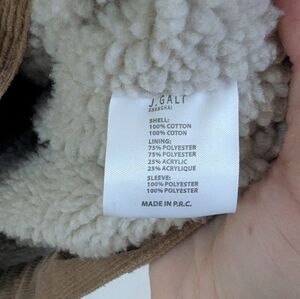 J.GALT
SHANGHAI
SHELL:
100% COTTON
100% COTON
LINING:
75% POLYESTER
75% POLYESTER
25% ACRYLIC
25% ACRYLIQUE
SLEEVE:
100% POLYESTER
100% POLYESTER
MADE IN P.R.C.